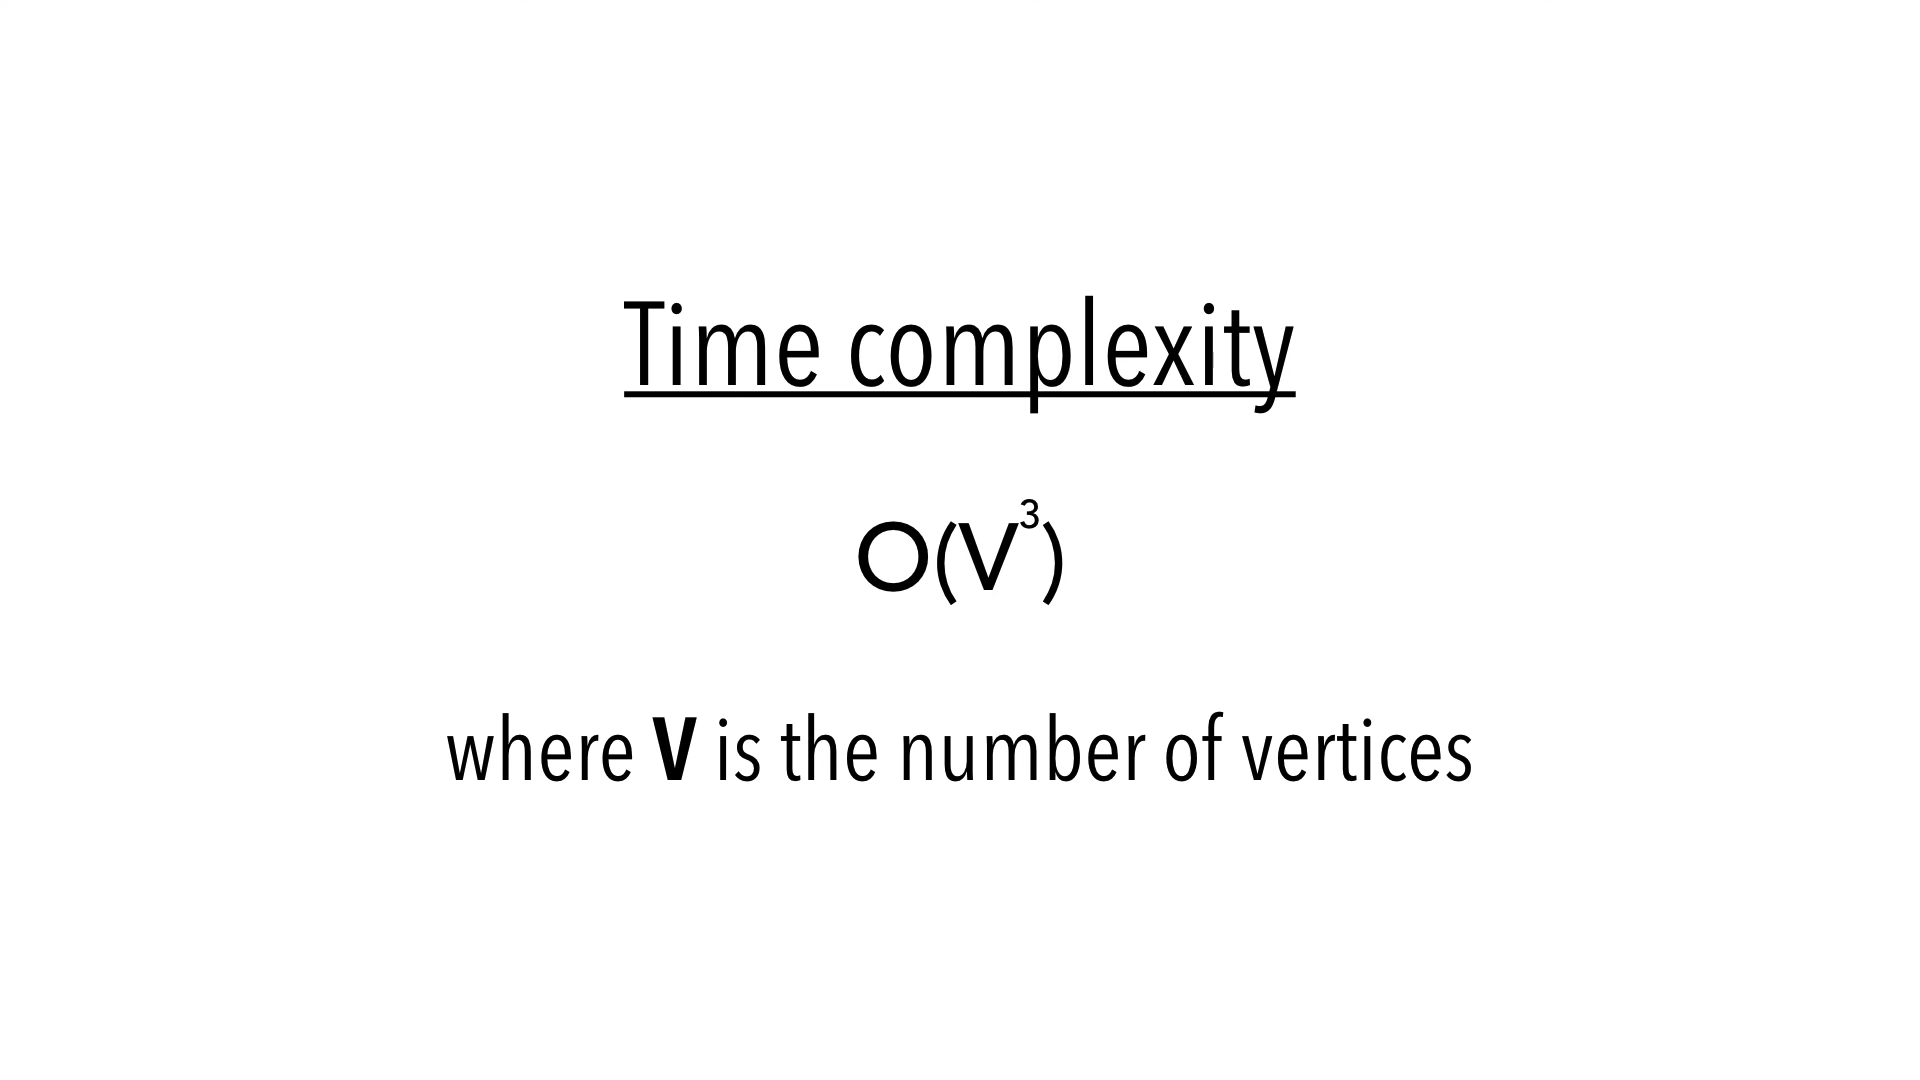 Time complexity
O(V³)
where V is the number of vertices